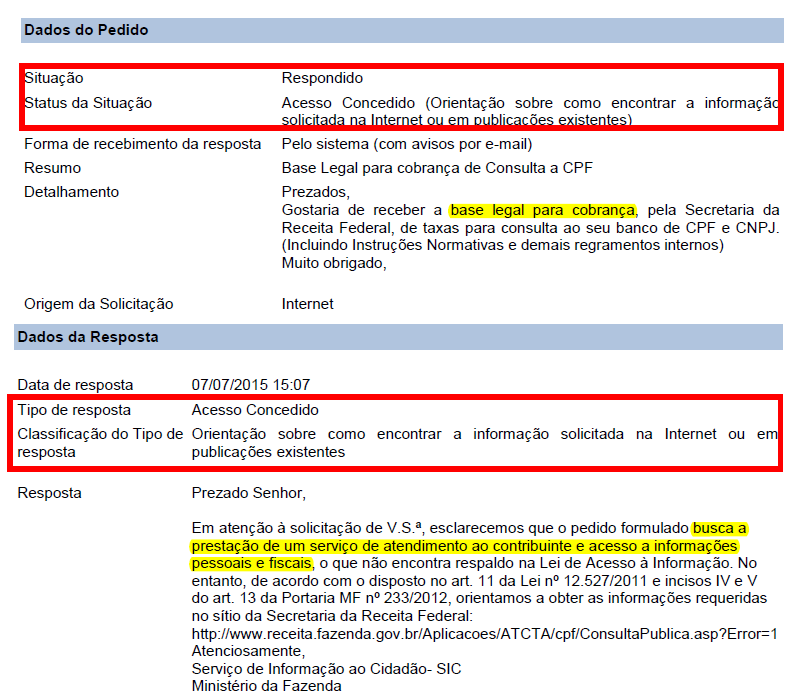 Dados do Pedido
Situação Respondido
Status da Situação Acesso Concedido (Orientação sobre como encontrar a informação
solicitada na Internet ou em publicações existentes)
Forma de recebimento da resposta Pelo sistema (com avisos por e-mail)
Resumo Base Legal para cobrança de Consulta a CPF
Detalhamento Prezados,
Gostaria de receber a base legal para cobrança, pela Secretaria da
Receita Federal, de taxas para consulta ao seu banco de CPF e CNPJ.
(Incluindo Instruções Normativas e demais regramentos internos)
Muito obrigado,
Origem da Solicitação Internet
Dados da Resposta
Data de resposta 07/07/2015 15:07
Tipo de resposta Acesso Concedido
Classificação do Tipo de Orientação sobre como encontrar a informação solicitada na Internet ou em
resposta publicações existentes
Resposta Prezado Senhor,
Em atenção à solicitação de V.S.ª, esclarecemos que o pedido formulado busca a
prestação de um serviço de atendimento ao contribuinte e acesso a informações
pessoais e fiscais, o que não encontra respaldo na Lei de Acesso à Informação. No
entanto, de acordo com o disposto no art. 11 da Lei nº 12.527/2011 e incisos IV e V
do art. 13 da Portaria MF nº 233/2012, orientamos a obter as informações requeridas
no sítio da Secretaria da Receita Federal:
http://www.receita.fazenda.gov.br/Aplicacoes/ATCTA/cpf/ConsultaPublica.asp?Error=1
Atenciosamente,
Serviço de Informação ao Cidadão- SIC
Ministério da Fazenda